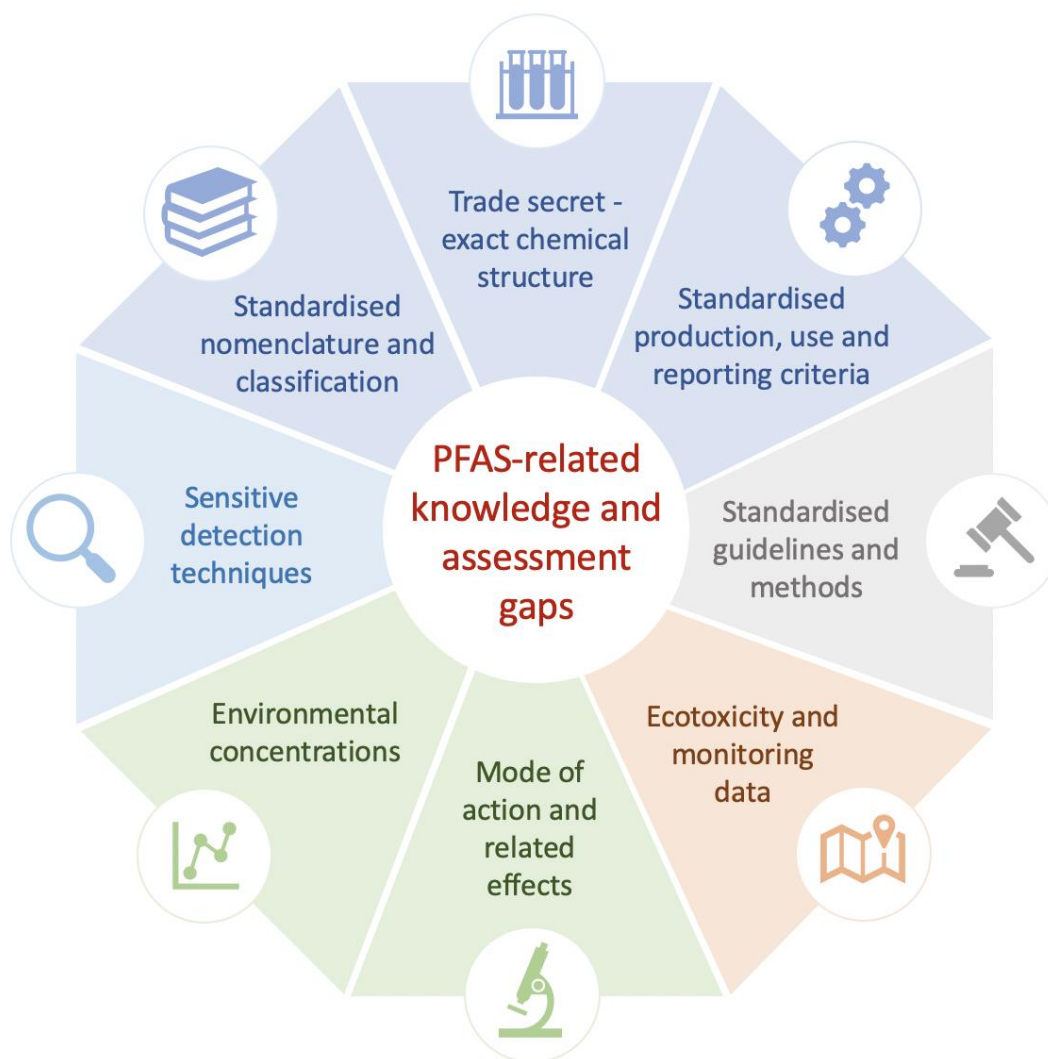 Trade secret -
exact chemical
structure
Standardised
nomenclature and
classification
Standardised
production, use and
reporting criteria
PFAS-related
knowledge and
assessment
gaps
Sensitive
detection
techniques
Standardised
guidelines and
methods
Environmental
concentrations
Mode of
action and
related
effects
Ecotoxicity and
monitoring
data